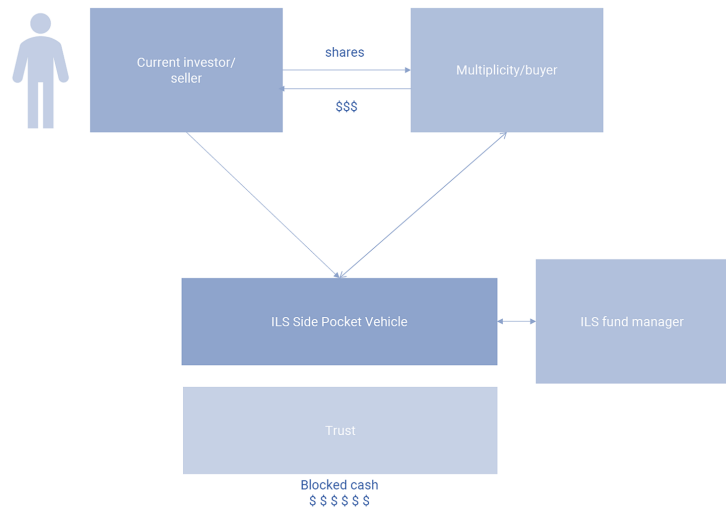 Current investor/
seller
shares
$$$
Multiplicity/buyer
ILS Side Pocket Vehicle
ILS fund manager
Trust
Blocked cash
$ $ $ $ $ $